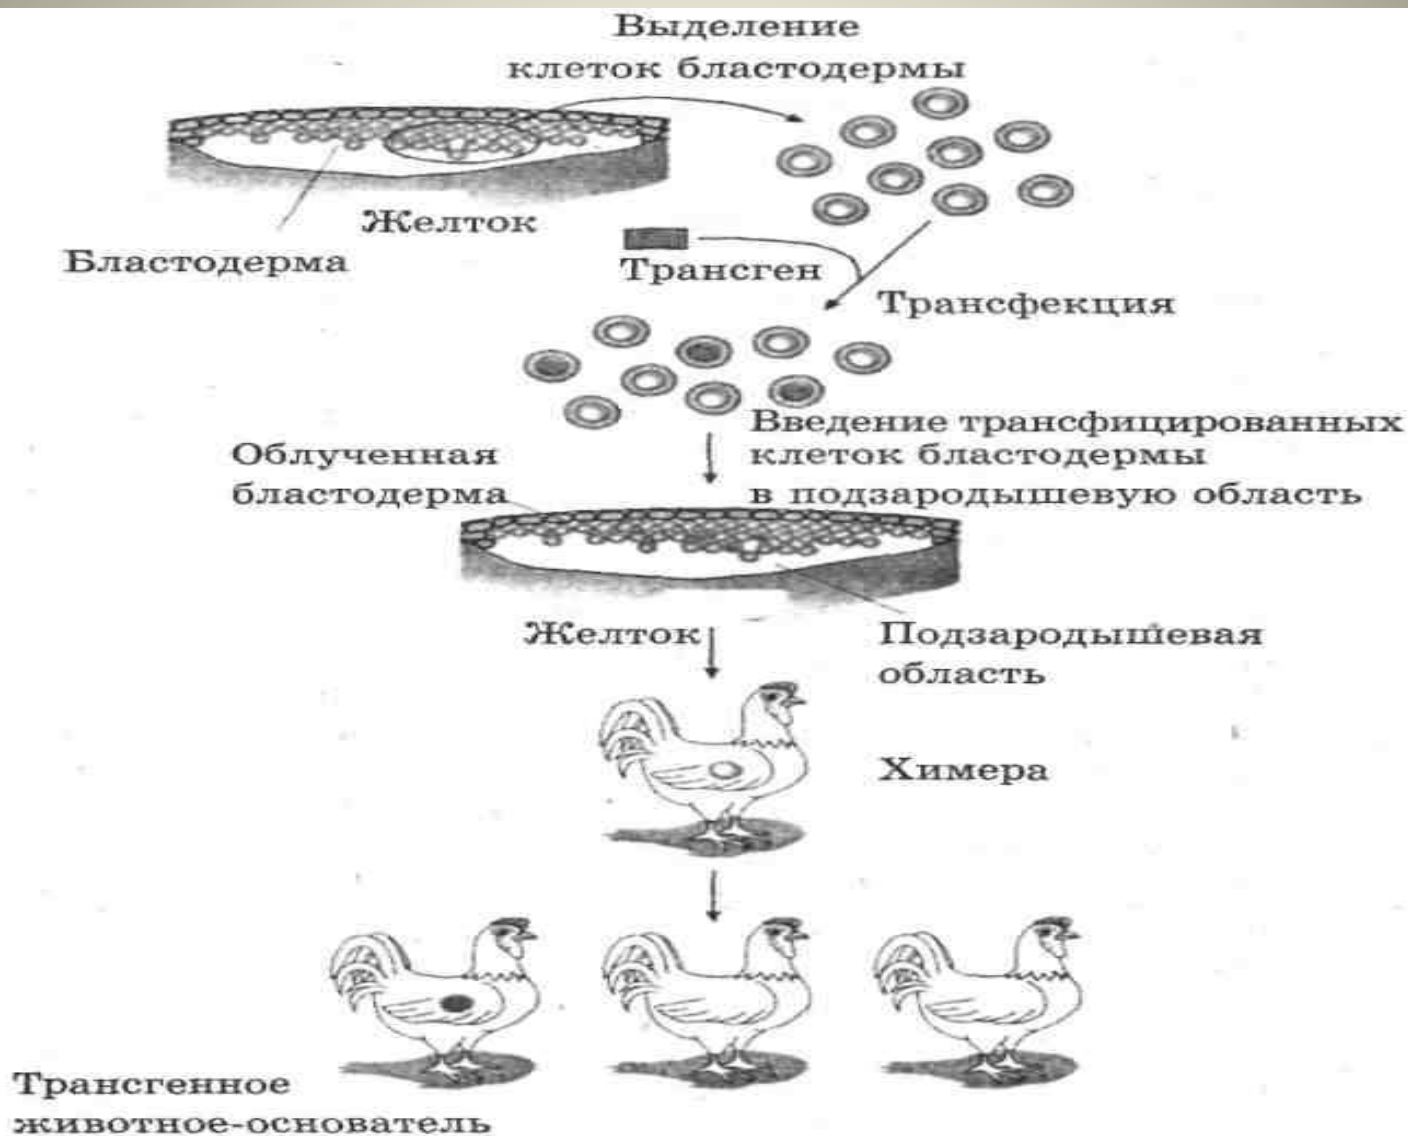 Выделение
клеток бластодермы
Желток
Бластодерма
Трансген
Трансфекция
Введение трансфицированных
клеток бластодермы
в подзародышевую область
Облученная
бластодерма
Желток
Подзародышевая
область
Химера
Трансгенное
животное-основатель